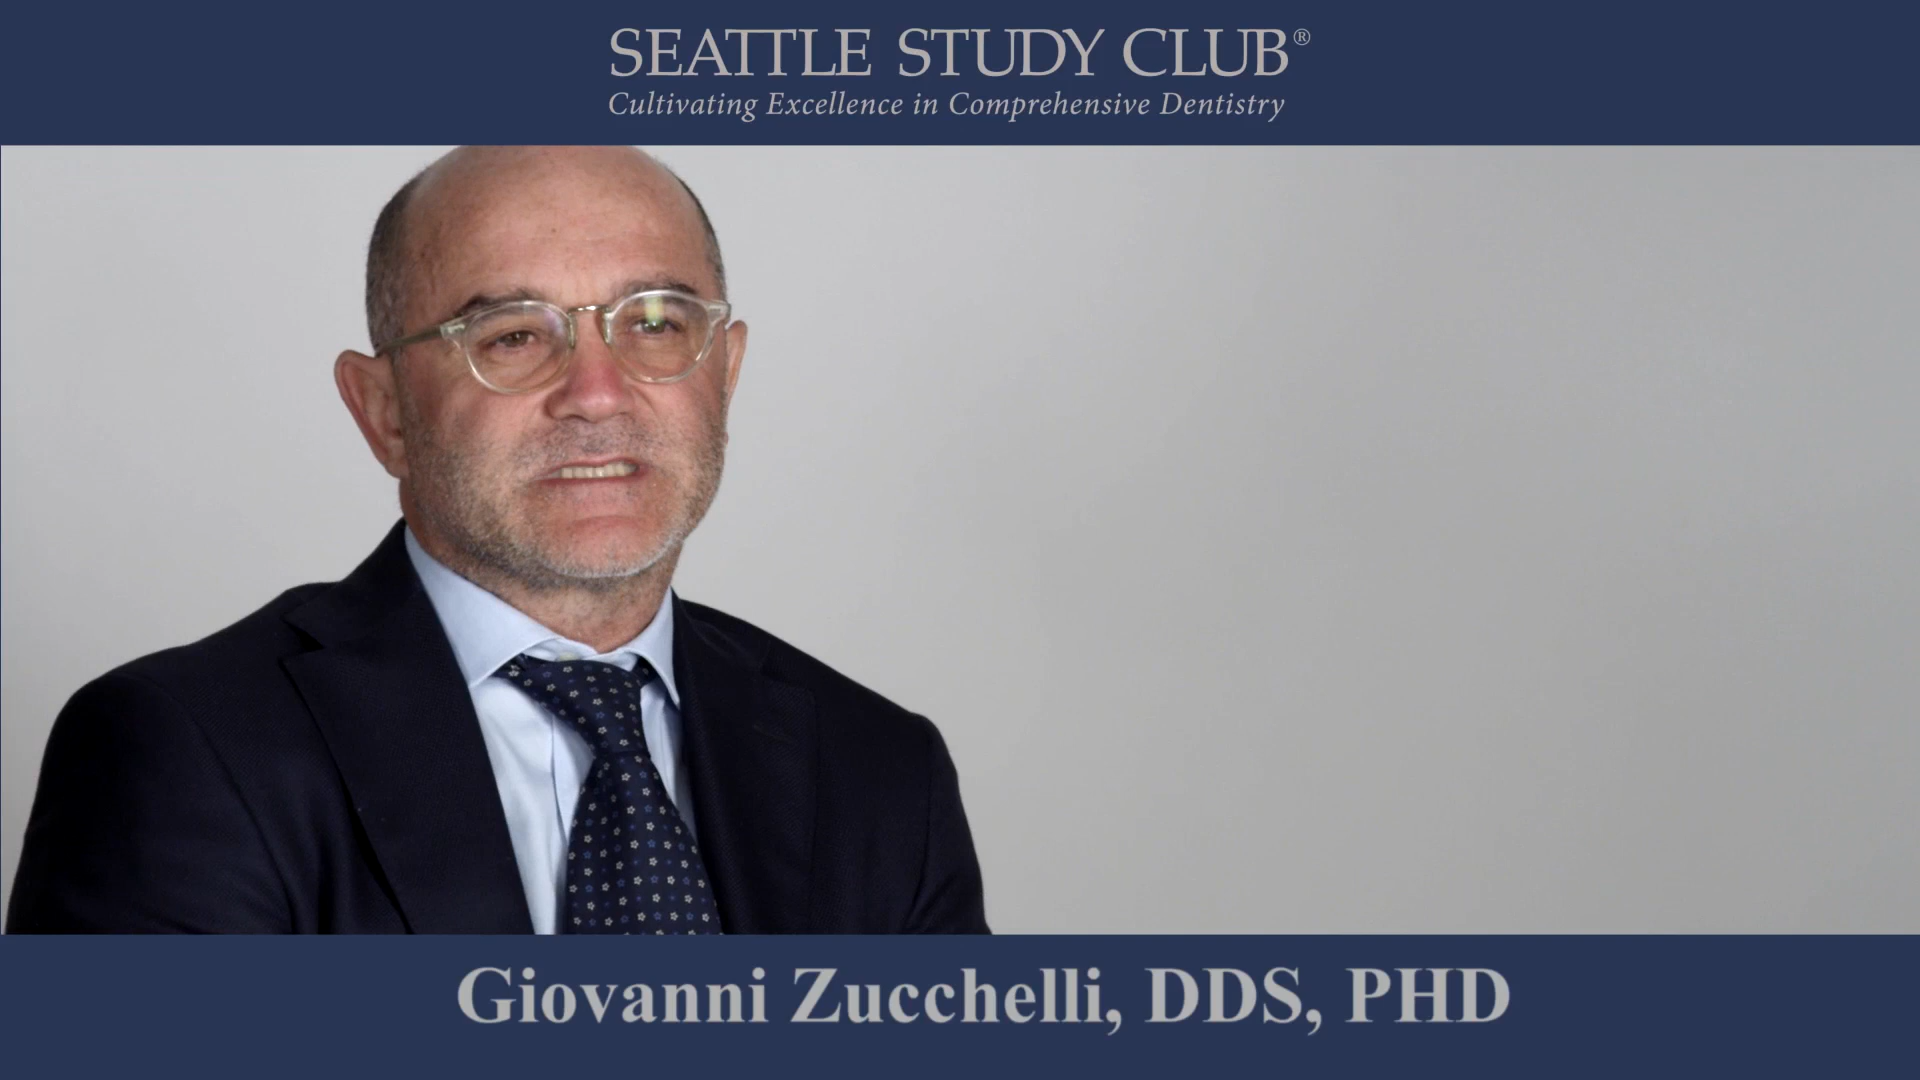 SEATTLE STUDY CLUB®
Cultivating Excellence in Comprehensive Dentistry
Giovanni Zucchelli, DDS, PHD